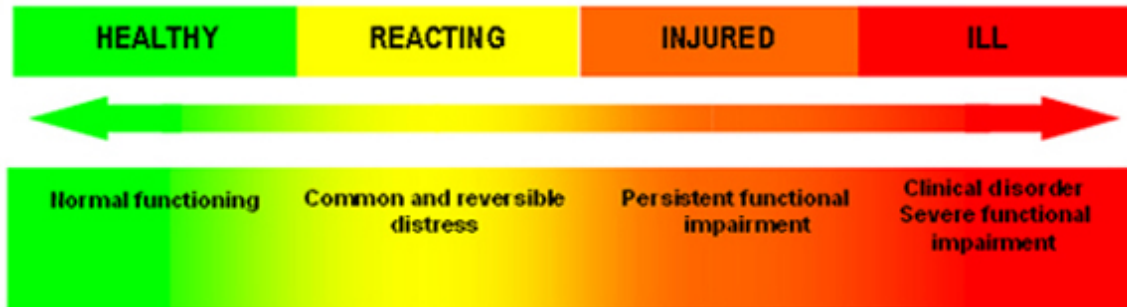 HEALTHY REACTING INJURED ILL
Normal functioning
Common and reversible
distress
Persistent functional
impairment
Clinical disorder
Severe functional
impairment